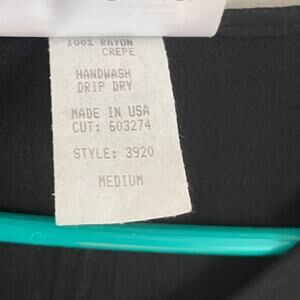 100% RAYON
CREPE
HANDWASH
DRIP DRY
MADE IN USA
CUT: 603274
STYLE: 3920
MEDIUM